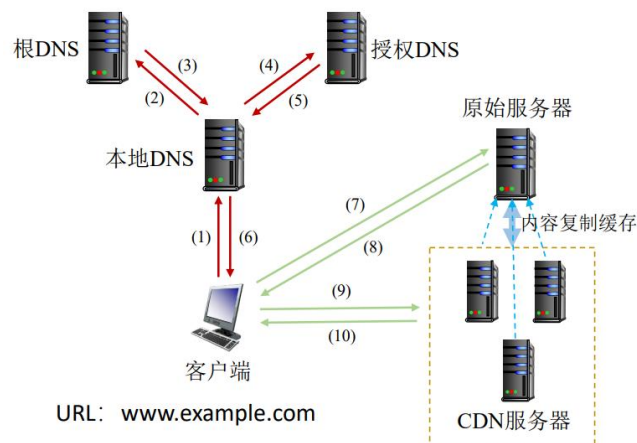 根DNS
授权DNS
(3)
(4)
(2)
(5)
原始服务器
本地DNS
(7)
内容复制缓存
(1)
(6)
(8)
(9)
(10)
客户端
URL: www.example.com
CDN服务器